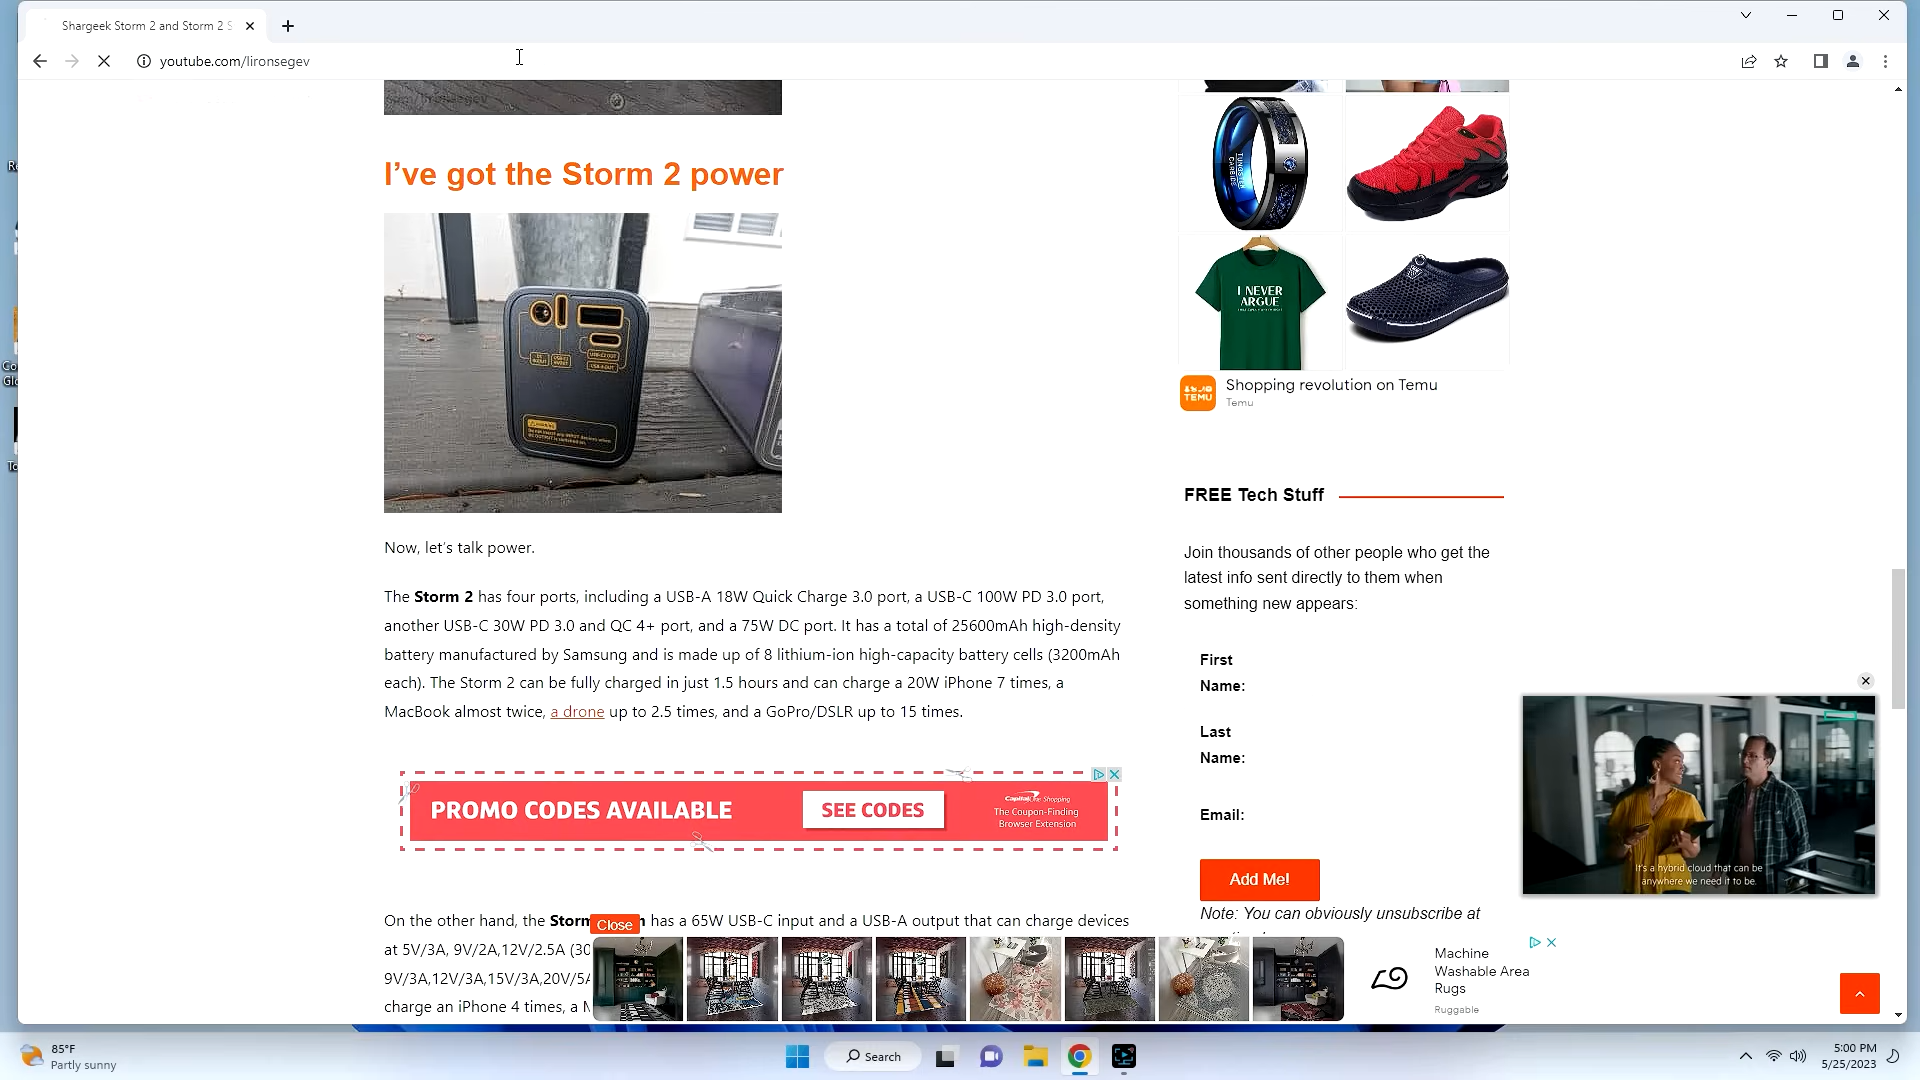 Shargeek Storm 2 and Storm 2 S
youtube.com/lironsegev
I've got the Storm 2 power
Now, let's talk power.
The Storm 2 has four ports, including a USB-A 18W Quick Charge 3.0 port, a USB-C 100W PD 3.0 port,
another USB-C 30W PD 3.0 and QC 4+ port, and a 75W DC port. It has a total of 25600mAh high-density
battery manufactured by Samsung and is made up of 8 lithium-ion high-capacity battery cells (3200mAh
each). The Storm 2 can be fully charged in just 1.5 hours and can charge a 20W iPhone 7 times, a
MacBook almost twice, a drone up to 2.5 times, and a GoPro/DSLR up to 15 times.
PROMO CODES AVAILABLE
SEE CODES
Capital One Shopping
The Coupon-Finding
Browser Extension
On the other hand, the Storm has a 65W USB-C input and a USB-A output that can charge devices
at 5V/3A, 9V/2A,12V/2.5A (30
9V/3A,12V/3A,15V/3A,20V/5A
charge an iPhone 4 times, a M
Close
TUNGSTEN
CARBIDE
I NEVER
ARGUE
TEMU
Shopping revolution on Temu
Temu
FREE Tech Stuff
Join thousands of other people who get the
latest info sent directly to them when
something new appears:
First
Name:
Last
Name:
Email:
Add Me!
Note: You can obviously unsubscribe at
It's a hybrid cloud that can be
anywhere we need it to be.
Machine
Washable Area
Rugs
Ruggable
85°F
Partly sunny
Search
5:00 PM
5/25/2023